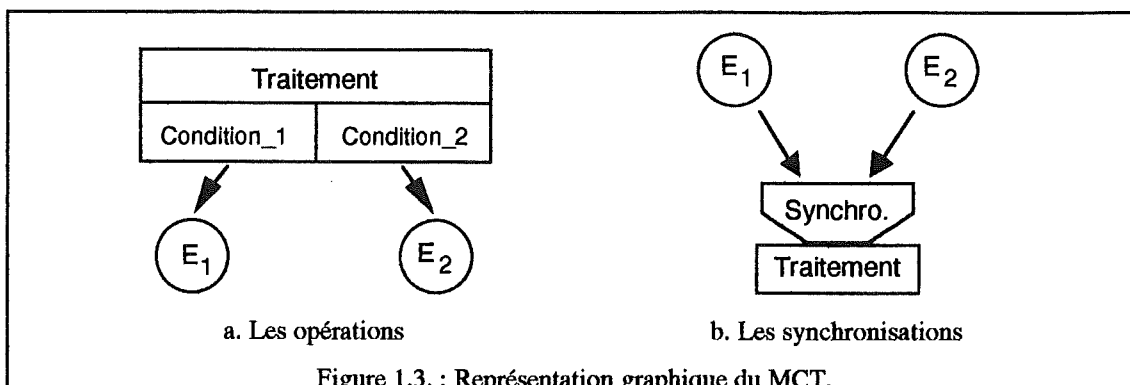 Traitement
Condition_1 Condition_2
E1 E2
a. Les opérations
E1 E2
Synchro.
Traitement
b. Les synchronisations
Figure 1.3. : Représentation graphique du MCT.